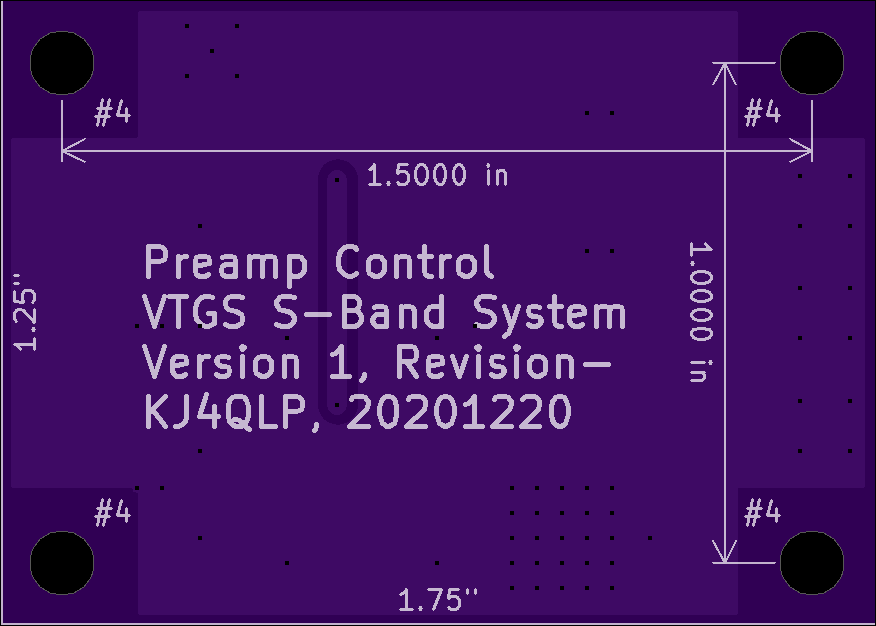 #4
#4
1.5000 in
1.0000 in
1.25"
Preamp Control
VTGS S-Band System
Version 1, Revision-
KJ4QLP, 20201220
#4
#4
1.75"